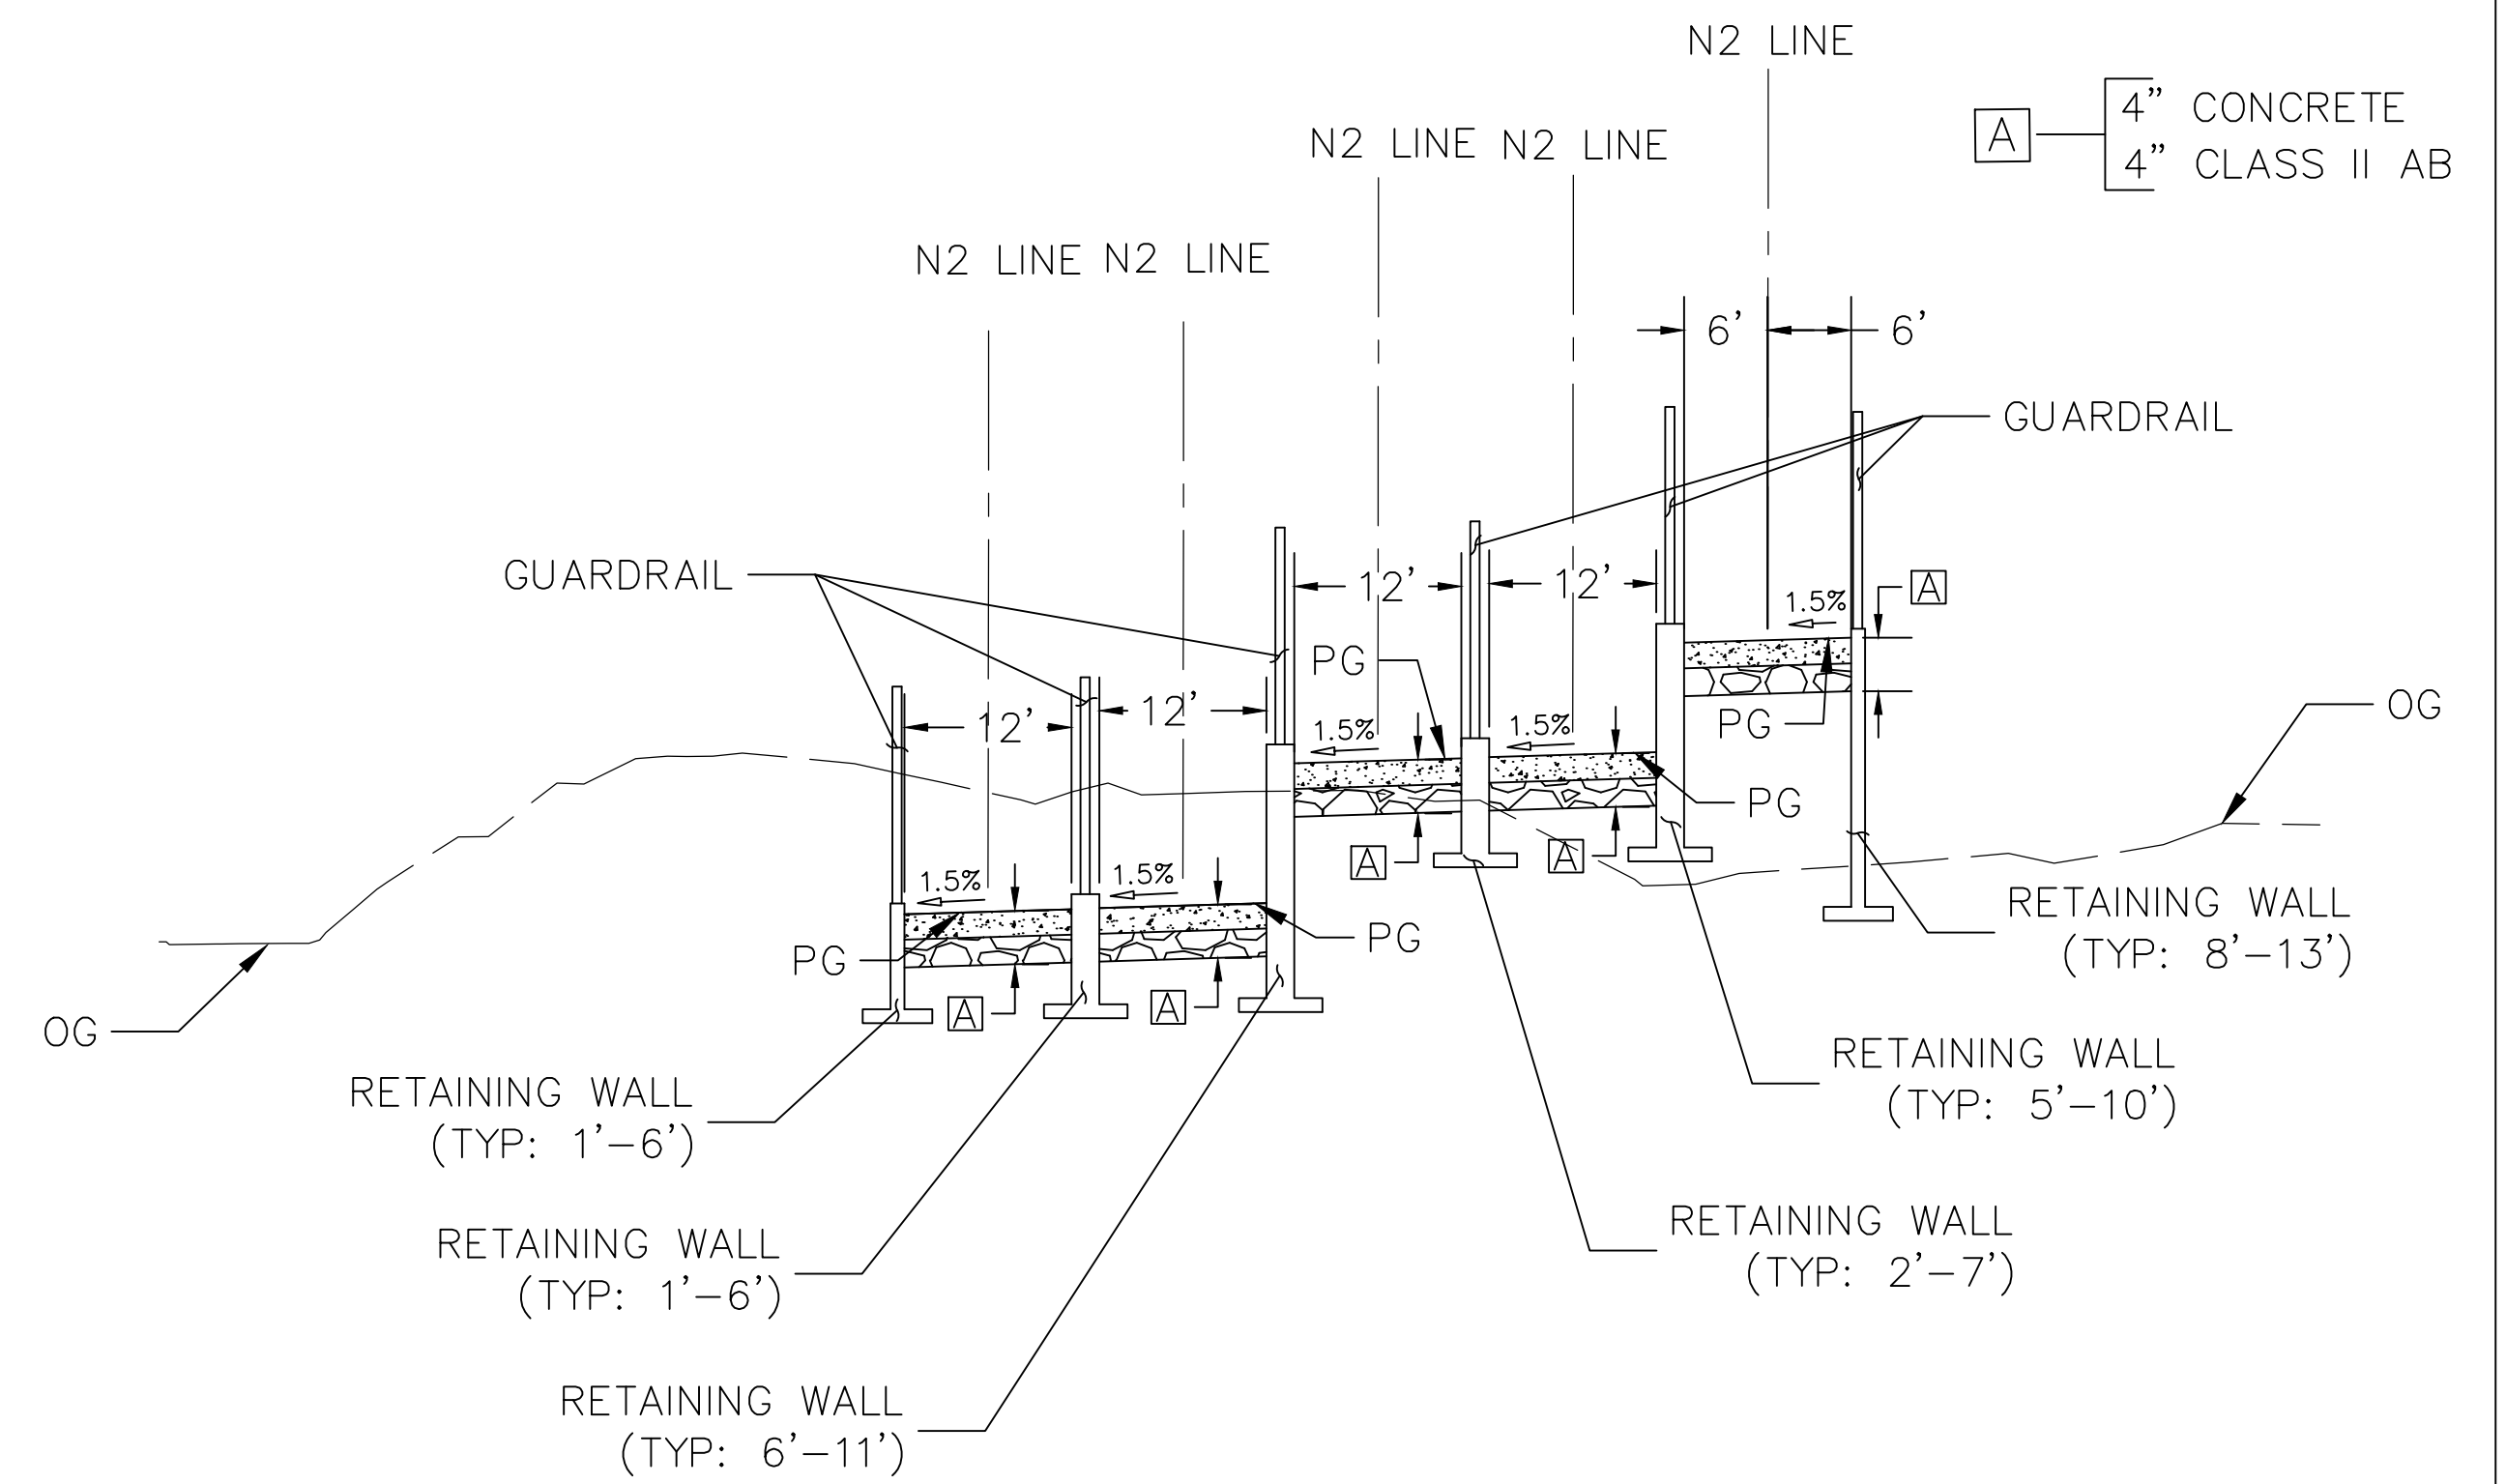 N2 LINE
4" CONCRETE
A
4" CLASS II AB
N2 LINE
N2 LINE
N2 LINE
N2 LINE
6'
6'
GUARDRAIL
GUARDRAIL
12'
12'
A
1.5%
PG
12'
12'
1.5%
1.5%
PG
OG
PG
A
A
1.5%
1.5%
RETAINING WALL
(TYP: 8'-13')
PG
PG
A
A
OG
RETAINING WALL
(TYP: 5'-10')
RETAINING WALL
(TYP: 1'-6')
RETAINING WALL
(TYP: 2'-7')
RETAINING WALL
(TYP: 1'-6')
RETAINING WALL
(TYP: 6'-11')